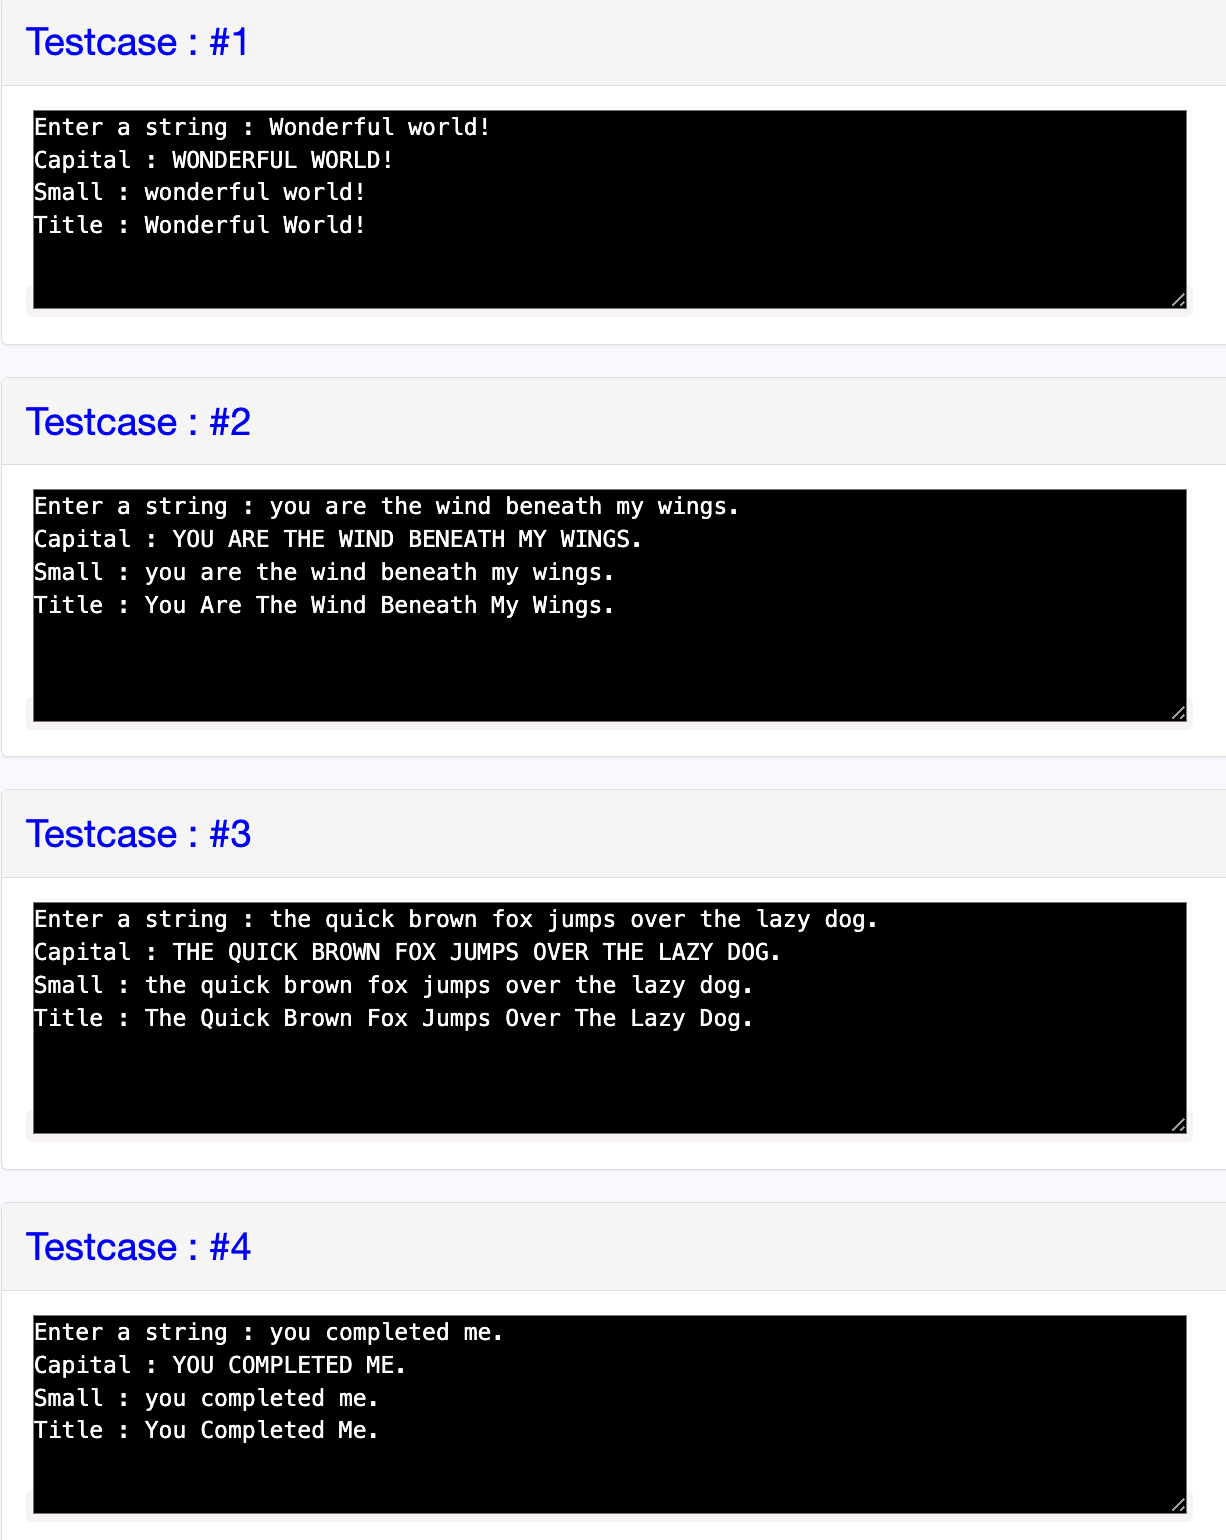 Testcase : #1
Enter a string : Wonderful world!
Capital : WONDERFUL WORLD!
Small : wonderful world!
Title : Wonderful World!
Testcase : #2
Enter a string : you are the wind beneath my wings.
Capital : YOU ARE THE WIND BENEATH MY WINGS.
Small : you are the wind beneath my wings.
Title : You Are The Wind Beneath My Wings.
Testcase : #3
Enter a string : the quick brown fox jumps over the lazy dog.
Capital : THE QUICK BROWN FOX JUMPS OVER THE LAZY DOG.
Small : the quick brown fox jumps over the lazy dog.
Title : The Quick Brown Fox Jumps Over The Lazy Dog.
Testcase : #4
Enter a string : you completed me.
Capital : YOU COMPLETED ME.
Small : you completed me.
Title : You Completed Me.